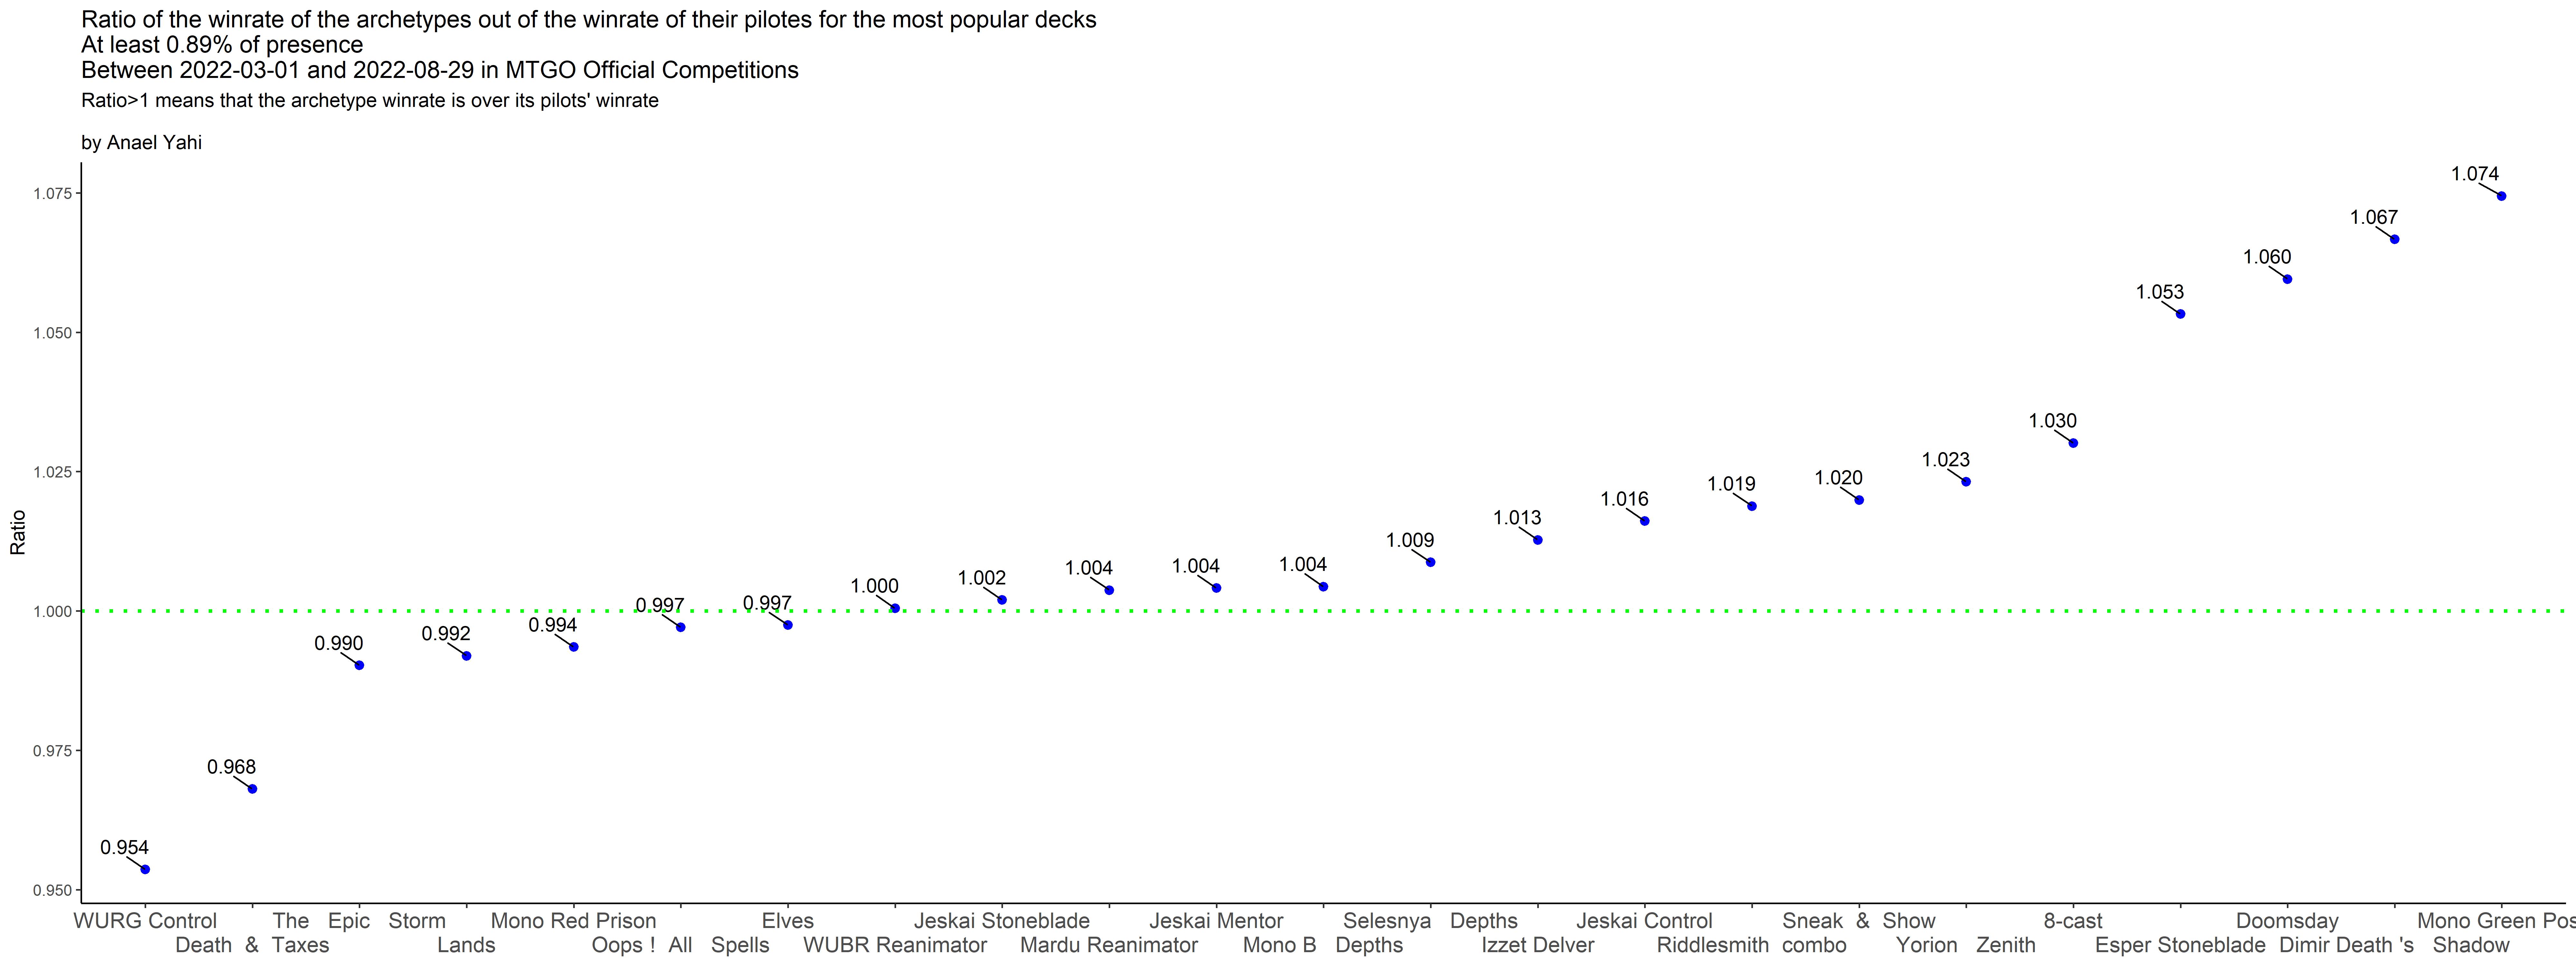 Ratio of the winrate of the archetypes out of the winrate of their pilotes for the most popular decks
At least 0.89% of presence
Between 2022-03-01 and 2022-08-29 in MTGO Official Competitions
Ratio>1 means that the archetype winrate is over its pilots' winrate
by Anael Yahi
1.075
1.050
1.025
1.000
0.975
0.950
Ratio
0.954
0.968
0.990
0.992
0.994
0.997
0.997
1.000
1.002
1.004
1.004
1.004
1.009
1.013
1.016
1.019
1.020
1.023
1.030
1.053
1.060
1.067
1.074
WURG Control
Death & Taxes
The Epic Storm
Lands
Mono Red Prison
Oops ! All Spells
Elves
WUBR Reanimator
Jeskai Stoneblade
Mardu Reanimator
Jeskai Mentor
Mono B Depths
Selesnya Depths
Izzet Delver
Jeskai Control
Riddlesmith combo
Sneak & Show
Yorion Zenith
8-cast
Esper Stoneblade
Doomsday
Dimir Death 's Shadow
Mono Green Pos